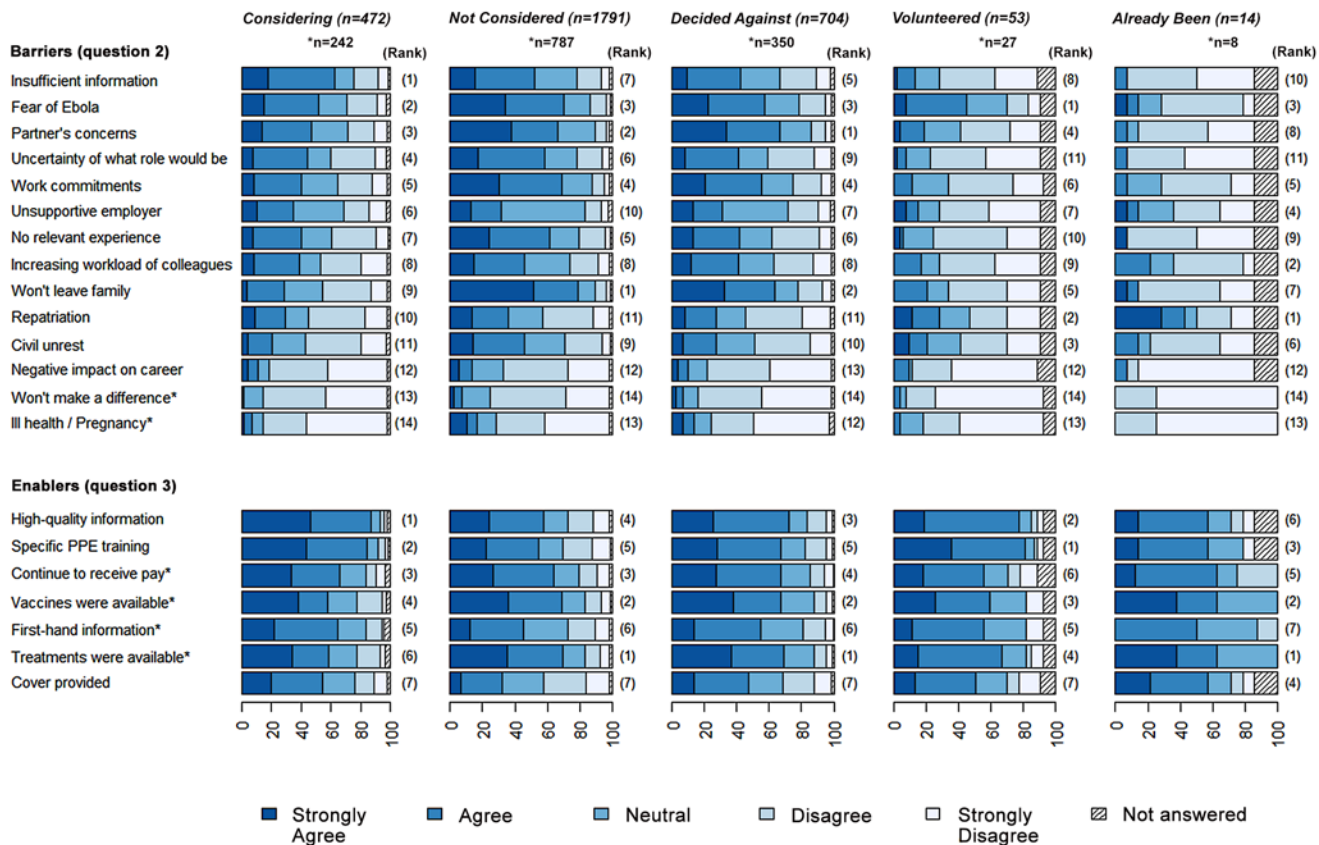 Considering (n=472) Not Considered (n=1791) Decided Against (n=704) Volunteered (n=53) Already Been (n=14)
*n=242 *n=787 *n=350 *n=27 *n=8
Barriers (question 2) (Rank) (Rank) (Rank) (Rank) (Rank)
Insufficient information (1) (7) (5) (8) (10)
Fear of Ebola (2) (3) (3) (1) (3)
Partner's concerns (3) (2) (1) (4) (8)
Uncertainty of what role would be (4) (6) (9) (11) (11)
Work commitments (5) (4) (4) (6) (5)
Unsupportive employer (6) (10) (7) (7) (4)
No relevant experience (7) (5) (6) (10) (9)
Increasing workload of colleagues (8) (8) (8) (9) (2)
Won't leave family (9) (1) (2) (5) (7)
Repatriation (10) (11) (11) (2) (1)
Civil unrest (11) (9) (10) (3) (6)
Negative impact on career (12) (12) (13) (12) (12)
Won't make a difference* (13) (14) (14) (14) (14)
Ill health / Pregnancy* (14) (13) (12) (13) (13)
Enablers (question 3)
High-quality information (1) (4) (3) (2) (6)
Specific PPE training (2) (5) (5) (1) (3)
Continue to receive pay* (3) (3) (4) (6) (5)
Vaccines were available* (4) (2) (2) (3) (2)
First-hand information* (5) (6) (6) (5) (7)
Treatments were available* (6) (1) (1) (4) (1)
Cover provided (7) (7) (7) (7) (4)
0 20 40 60 80 100 0 20 40 60 80 100 0 20 40 60 80 100 0 20 40 60 80 100 0 20 40 60 80 100
Strongly Agree Neutral Disagree Strongly Not answered
Agree Disagree